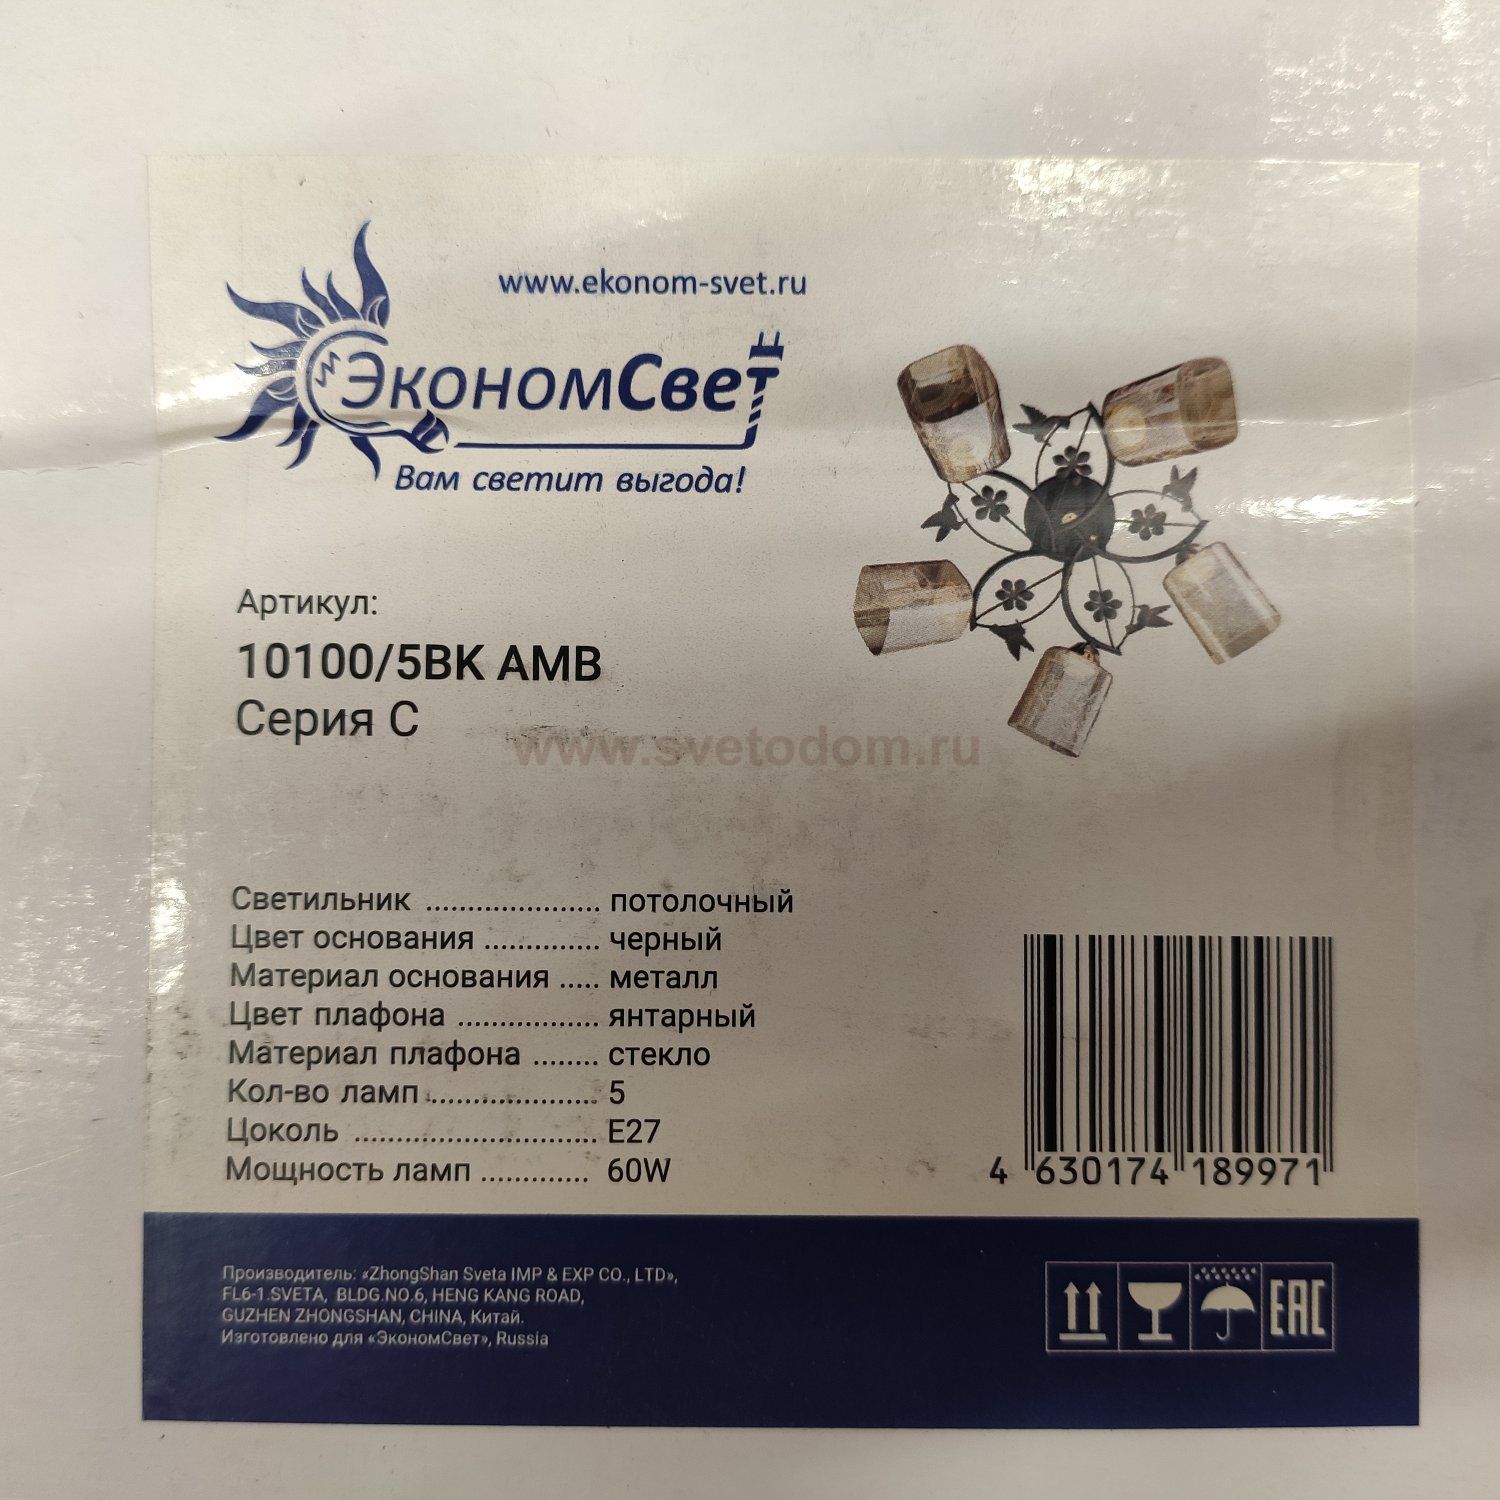 www.ekonom-svet.ru
ЭкономСвет
Вам светит выгода!
Артикул:
10100/5BK AMB
Серия С
www.svetodom.ru
Светильник ..................... потолочный
Цвет основания .............. черный
Материал основания ..... металл
Цвет плафона ................. янтарный
Материал плафона ........ стекло
Кол-во ламп .................... 5
Цоколь ............................. E27
Мощность ламп ............. 60W
4 630174 189971
Производитель: «ZhongShan Sveta IMP & EXP CO., LTD»,
FL6-1.SVETA, BLDG.NO.6, HENG KANG ROAD,
GUZHEN ZHONGSHAN, CHINA, Китай.
Изготовлено для «ЭкономСвет», Russia
EAC